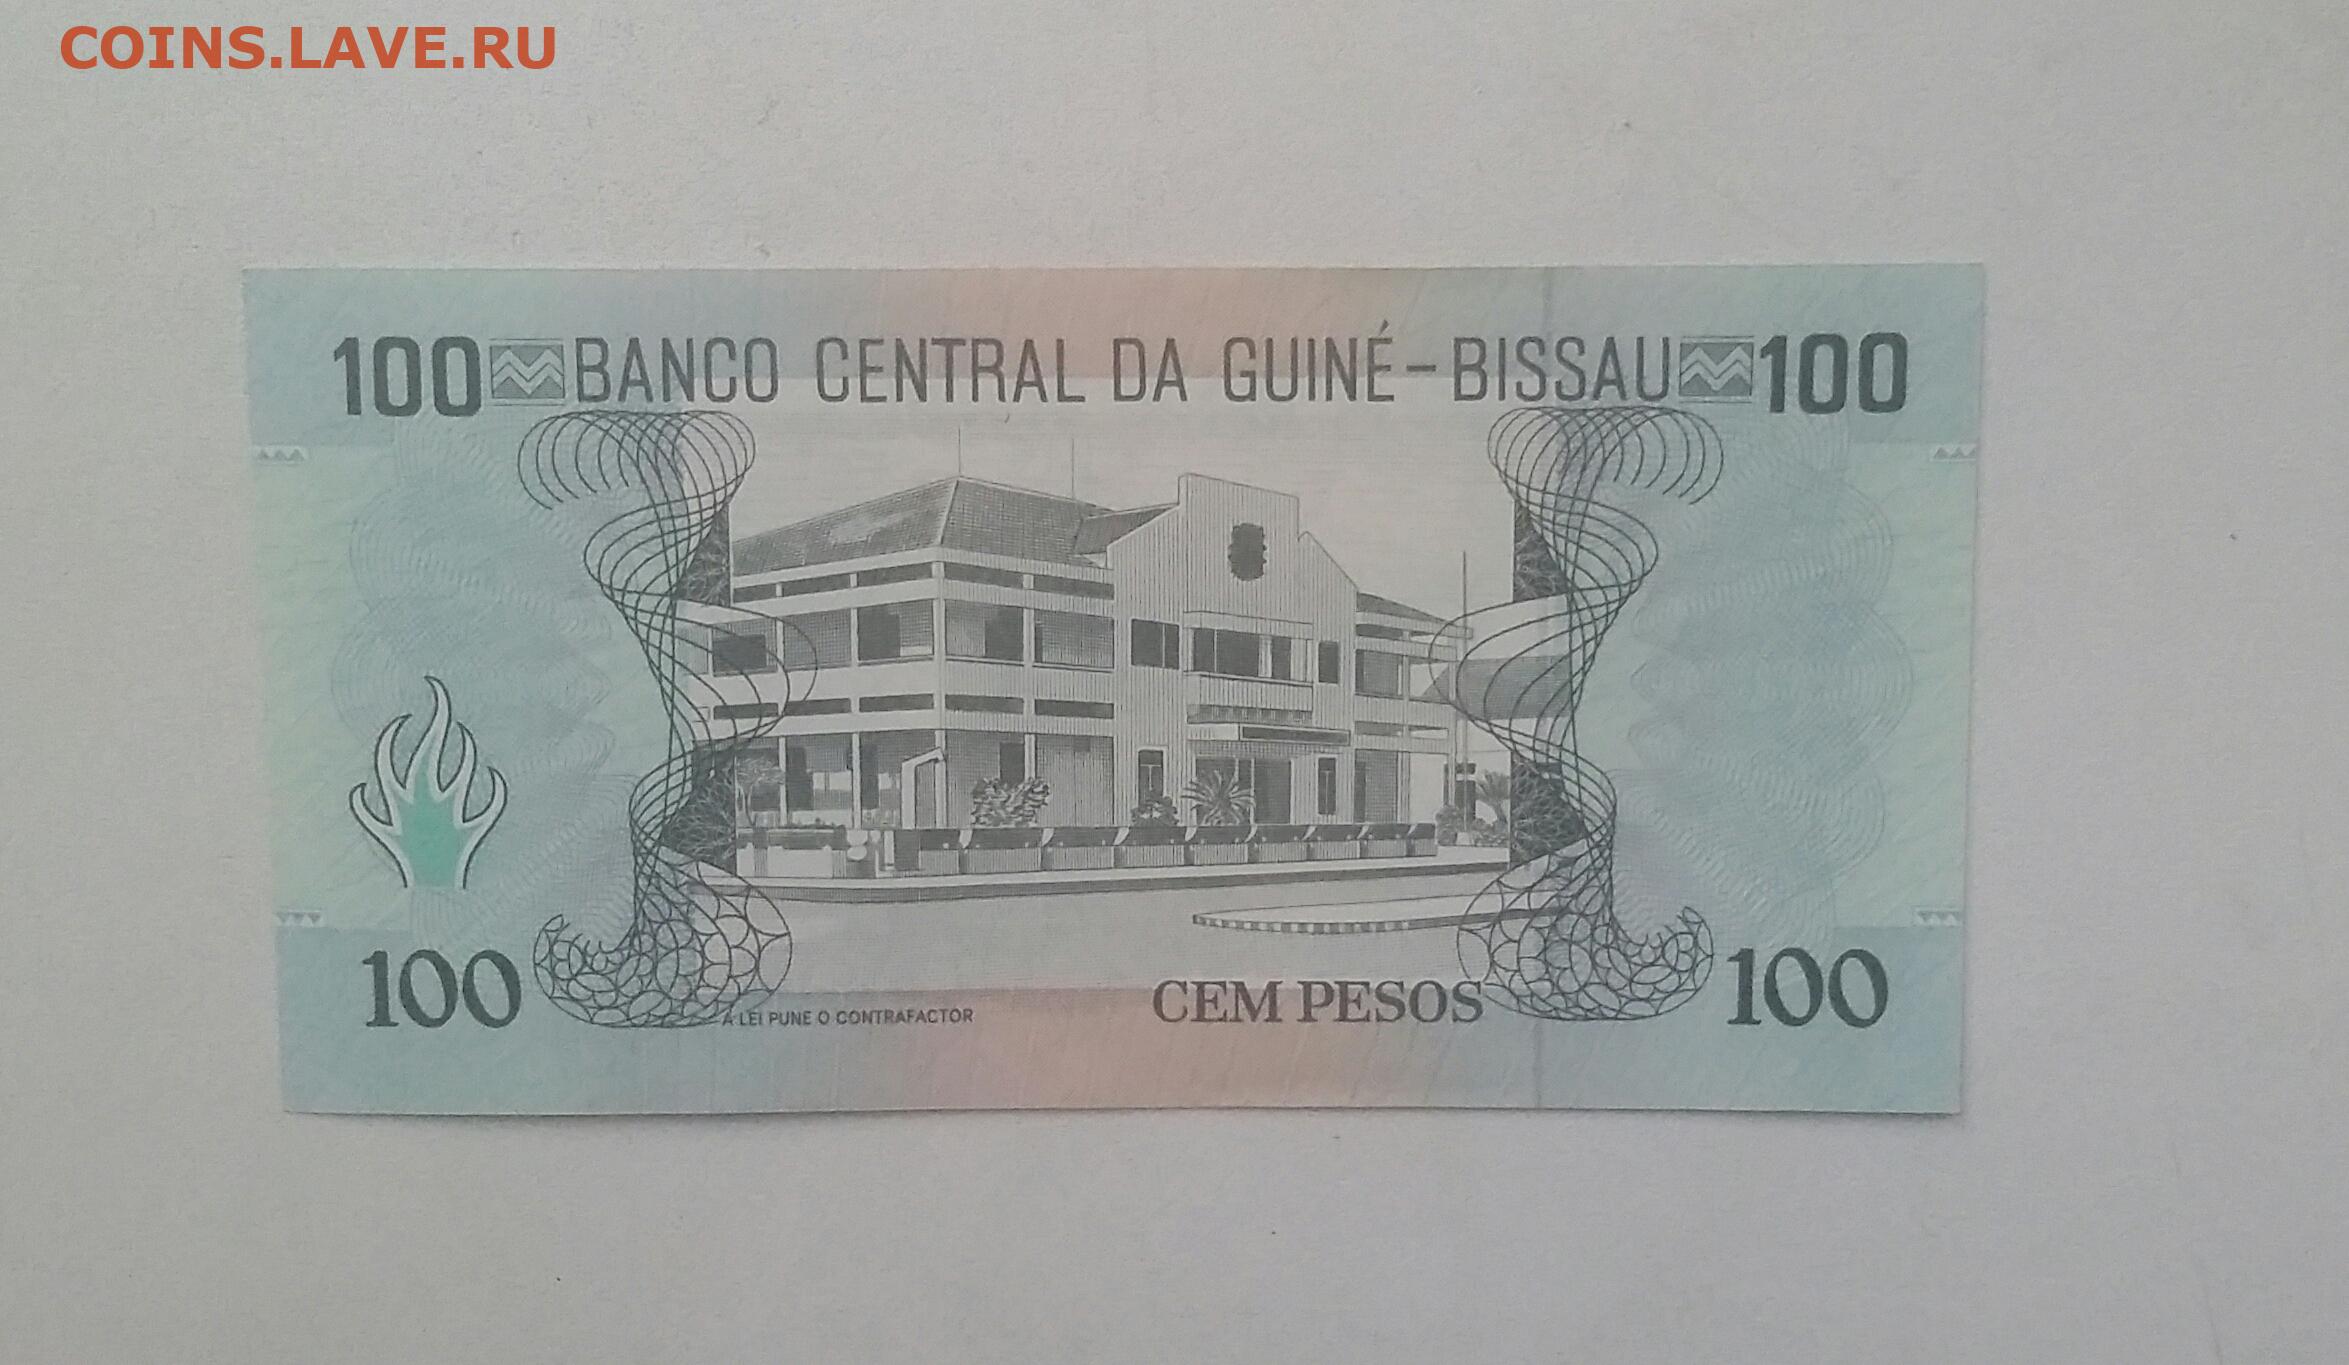 COINS.LAVE.RU
100 BANCO CENTRAL DA GUINÉ-BISSAU 100
100 A LEI PUNE O CONTRAFACTOR CEM PESOS 100